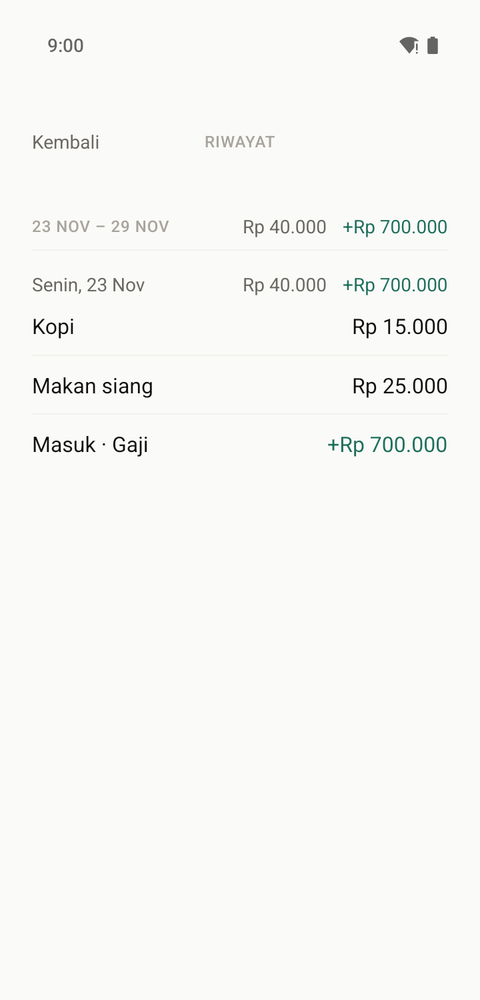 9:00
Kembali RIWAYAT
23 NOV – 29 NOV Rp 40.000 +Rp 700.000
Senin, 23 Nov Rp 40.000 +Rp 700.000
Kopi Rp 15.000
Makan siang Rp 25.000
Masuk · Gaji +Rp 700.000